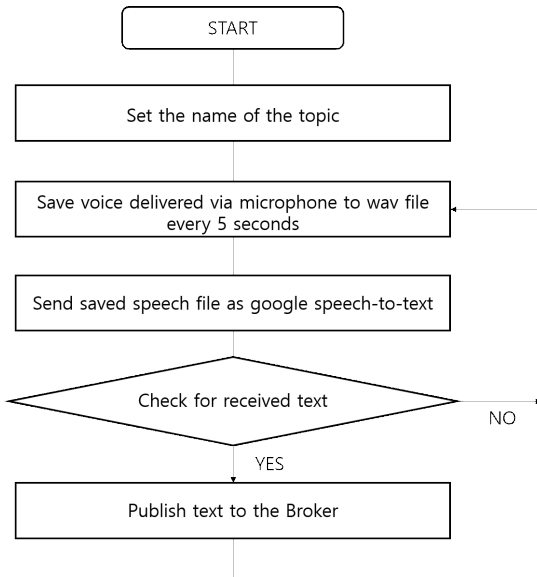 START
Set the name of the topic
Save voice delivered via microphone to wav file
every 5 seconds
Send saved speech file as google speech-to-text
Check for received text
NO
YES
Publish text to the Broker